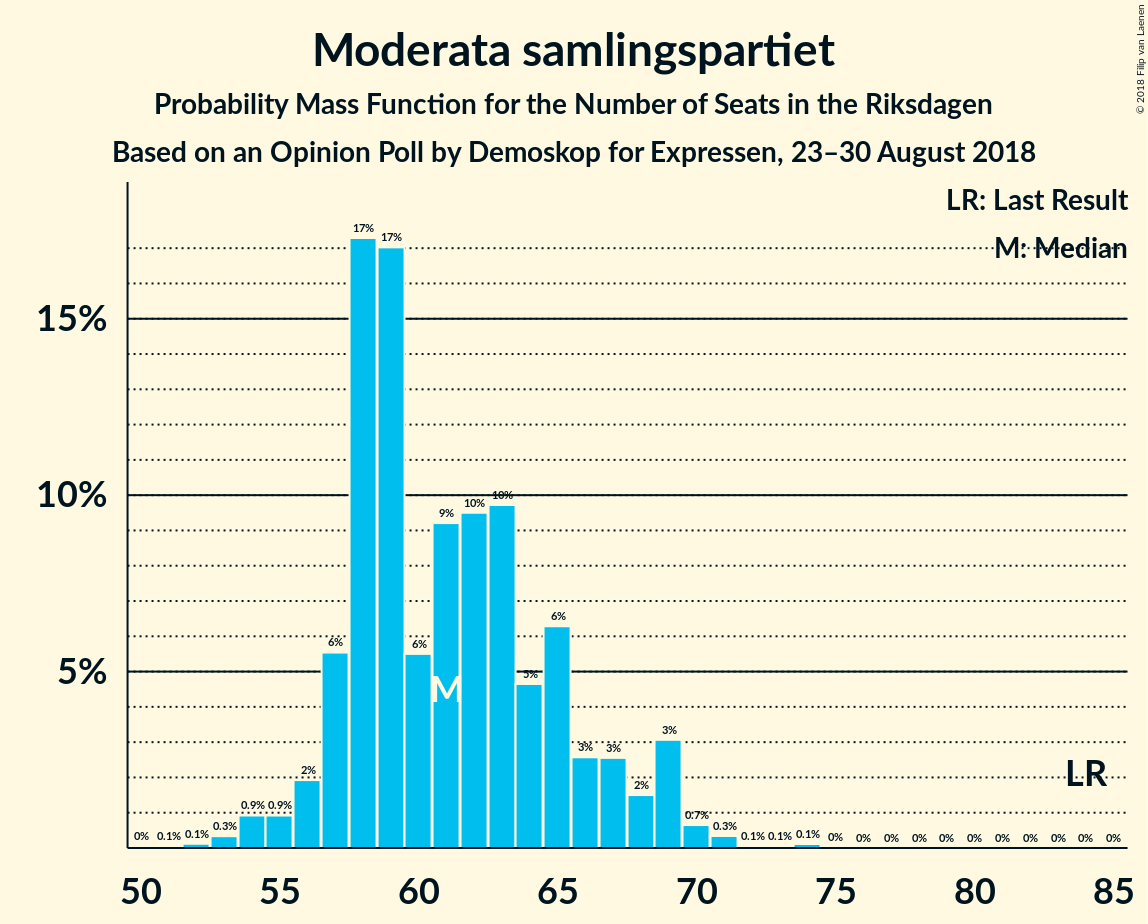 Moderata samlingspartiet
Probability Mass Function for the Number of Seats in the Riksdagen
Based on an Opinion Poll by Demoskop for Expressen, 23–30 August 2018
© 2018 Filip van Laenen
LR: Last Result
M: Median
15%
10%
5%
0% 0.1% 0.1% 0.3% 0.9% 0.9% 2% 6% 17% 17% 6% 9% 10% 10% 5% 6% 3% 3% 2% 3% 0.7% 0.3% 0.1% 0.1% 0.1% 0% 0% 0% 0% 0% 0% 0% 0% 0% 0% 0%
M
LR
50 55 60 65 70 75 80 85